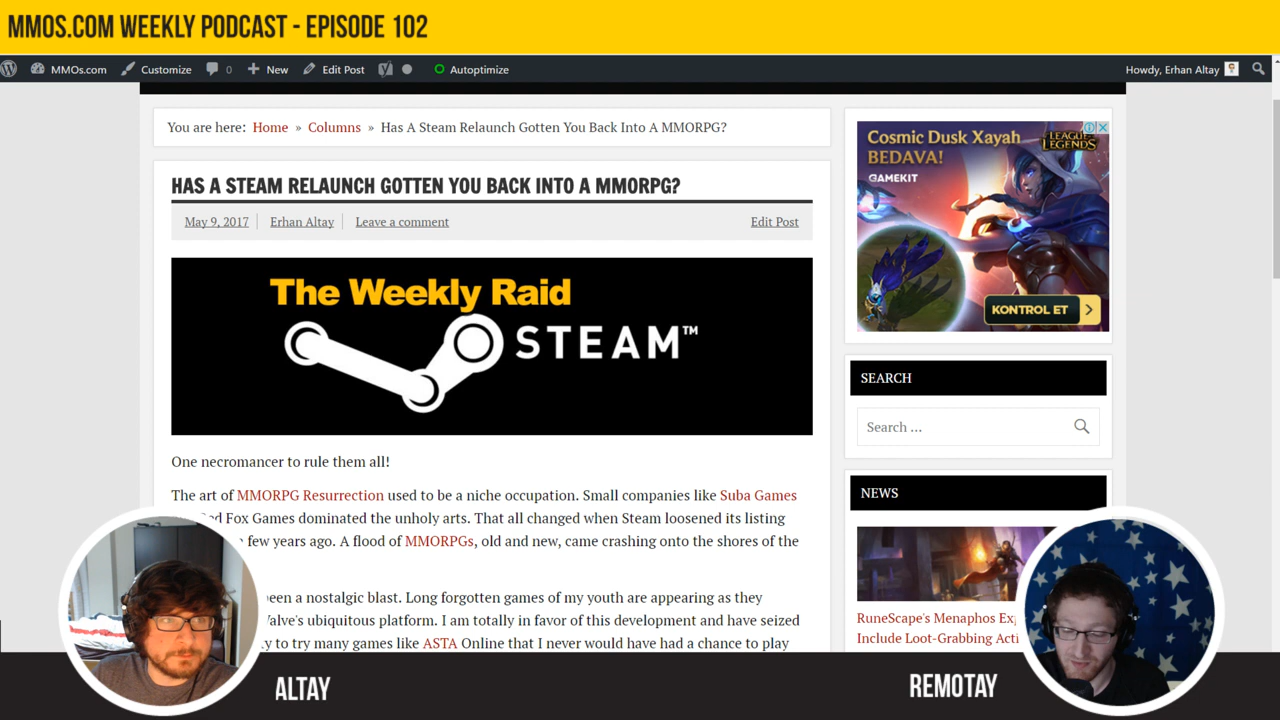 MMOS.COM WEEKLY PODCAST - EPISODE 102
MMOs.com Customize 0 New Edit Post Autoptimize Howdy, Erhan Altay
You are here: Home » Columns » Has A Steam Relaunch Gotten You Back Into A MMORPG?
HAS A STEAM RELAUNCH GOTTEN YOU BACK INTO A MMORPG?
May 9, 2017 Erhan Altay Leave a comment Edit Post
The Weekly Raid
STEAM™
One necromancer to rule them all!
The art of MMORPG Resurrection used to be a niche occupation. Small companies like Suba Games
Fox Games dominated the unholy arts. That all changed when Steam loosened its listing
few years ago. A flood of MMORPGs, old and new, came crashing onto the shores of the
been a nostalgic blast. Long forgotten games of my youth are appearing as they
Valve's ubiquitous platform. I am totally in favor of this development and have seized
to try many games like ASTA Online that I never would have had a chance to play
Cosmic Dusk Xayah
BEDAVA!
GAMEKIT
LEAGUE OF
LEGENDS
KONTROL ET
SEARCH
Search ...
NEWS
RuneScape's Menaphos Ex
Include Loot-Grabbing Acti
ALTAY
REMOTAY